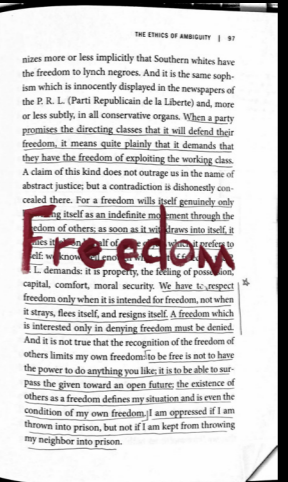 THE ETHICS OF AMBIGUITY | 97
nizes more or less implicitly that Southern whites have
the freedom to lynch negroes. And it is the same soph-
ism which is innocently displayed in the newspapers of
the P. R. L. (Parti Republicain de la Liberte) and, more
or less subtly, in all conservative organs. When a party
promises the directing classes that it will defend their
freedom, it means quite plainly that it demands that
they have the freedom of exploiting the working class.
A claim of this kind does not outrage us in the name of
abstract justice; but a contradiction is dishonestly con-
cealed there. For a freedom wills itself genuinely only
itself as an indefinite movement through the
of others; as soon as it withdraws into itself, it
itself on
Freedom
we know
L. demands: it is property, the feeling of possession,
capital, comfort, moral security. We have to respect
freedom only when it is intended for freedom, not when
it strays, flees itself, and resigns itself. A freedom which
is interested only in denying freedom must be denied.
And it is not true that the recognition of the freedom of
others limits my own freedom: to be free is not to have
the power to do anything you like; it is to be able to sur-
pass the given toward an open future; the existence of
others as a freedom defines my situation and is even the
condition of my own freedom. I am oppressed if I am
thrown into prison, but not if I am kept from throwing
my neighbor into prison.